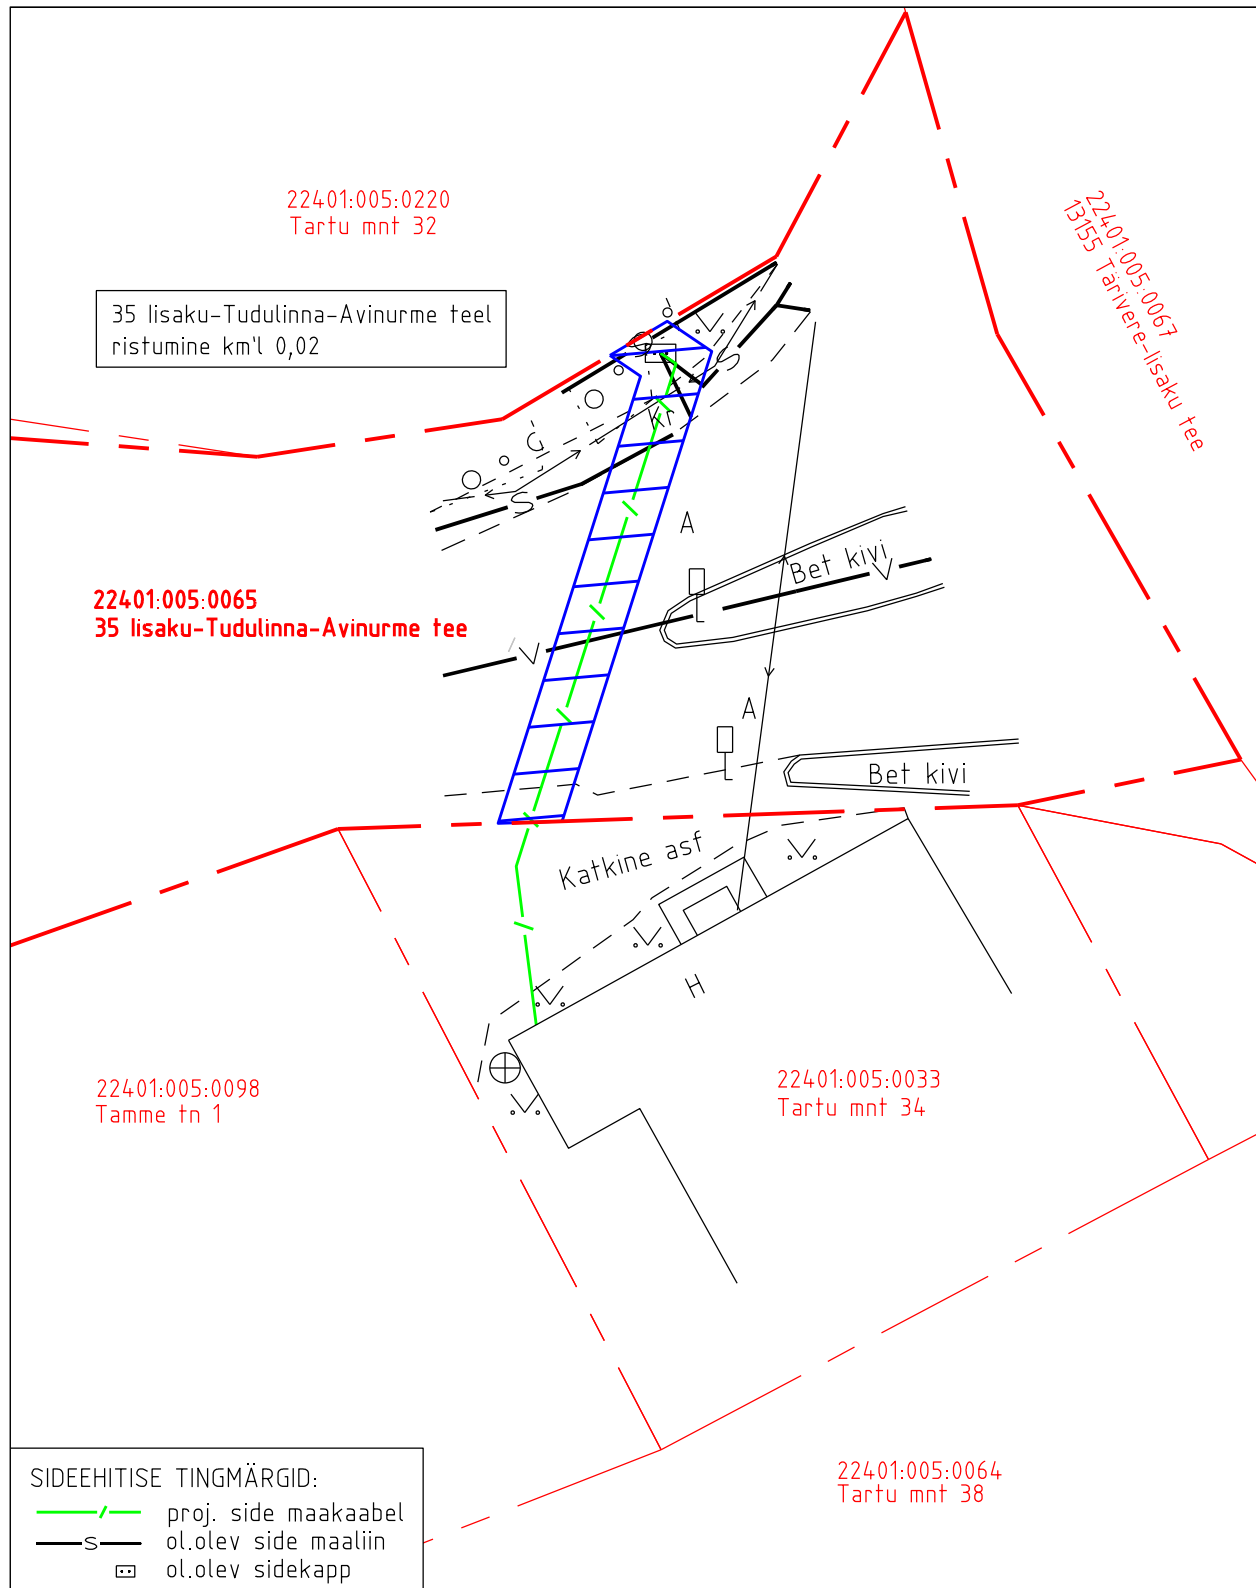 22401:005:0220
Tartu mnt 32
22401:005:0067
13155 Tärivere-Iisaku tee
35 Iisaku-Tudulinna-Avinurme teel
ristumine km'l 0,02
S
kr
S
A
Bet kivi
V
22401:005:0065
35 Iisaku-Tudulinna-Avinurme tee
V
A
Bet kivi
Katkine asf
H
22401:005:0098
Tamme tn 1
22401:005:0033
Tartu mnt 34
22401:005:0064
Tartu mnt 38
SIDEEHITISE TINGMÄRGID:
proj. side maakaabel
S ol.olev side maaliin
ol.olev sidekapp